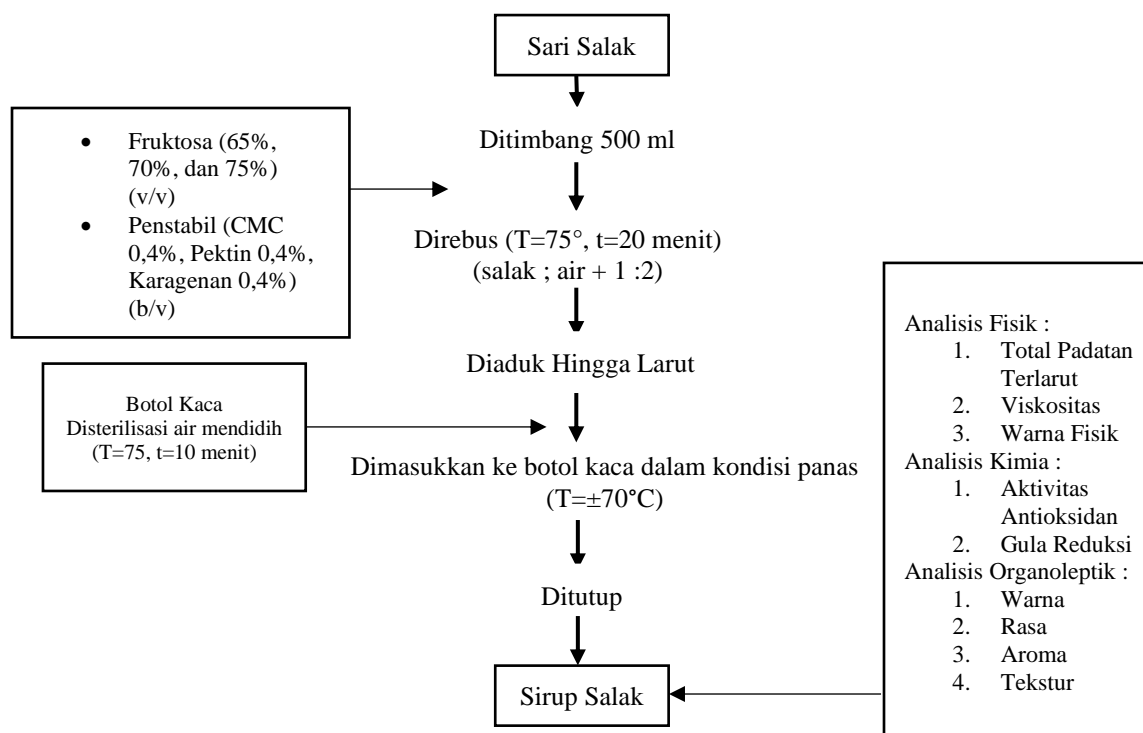 Sari Salak
Ditimbang 500 ml
• Fruktosa (65%,
70%, dan 75%)
(v/v)
• Penstabil (CMC
0,4%, Pektin 0,4%,
Karagenan 0,4%)
(b/v)
Direbus (T=75°, t=20 menit)
(salak ; air + 1 :2)
Diaduk Hingga Larut
Botol Kaca
Disterilisasi air mendidih
(T=75, t=10 menit)
Dimasukkan ke botol kaca dalam kondisi panas
(T=±70°C)
Ditutup
Sirup Salak
Analisis Fisik :
1. Total Padatan
Terlarut
2. Viskositas
3. Warna Fisik
Analisis Kimia :
1. Aktivitas
Antioksidan
2. Gula Reduksi
Analisis Organoleptik :
1. Warna
2. Rasa
3. Aroma
4. Tekstur